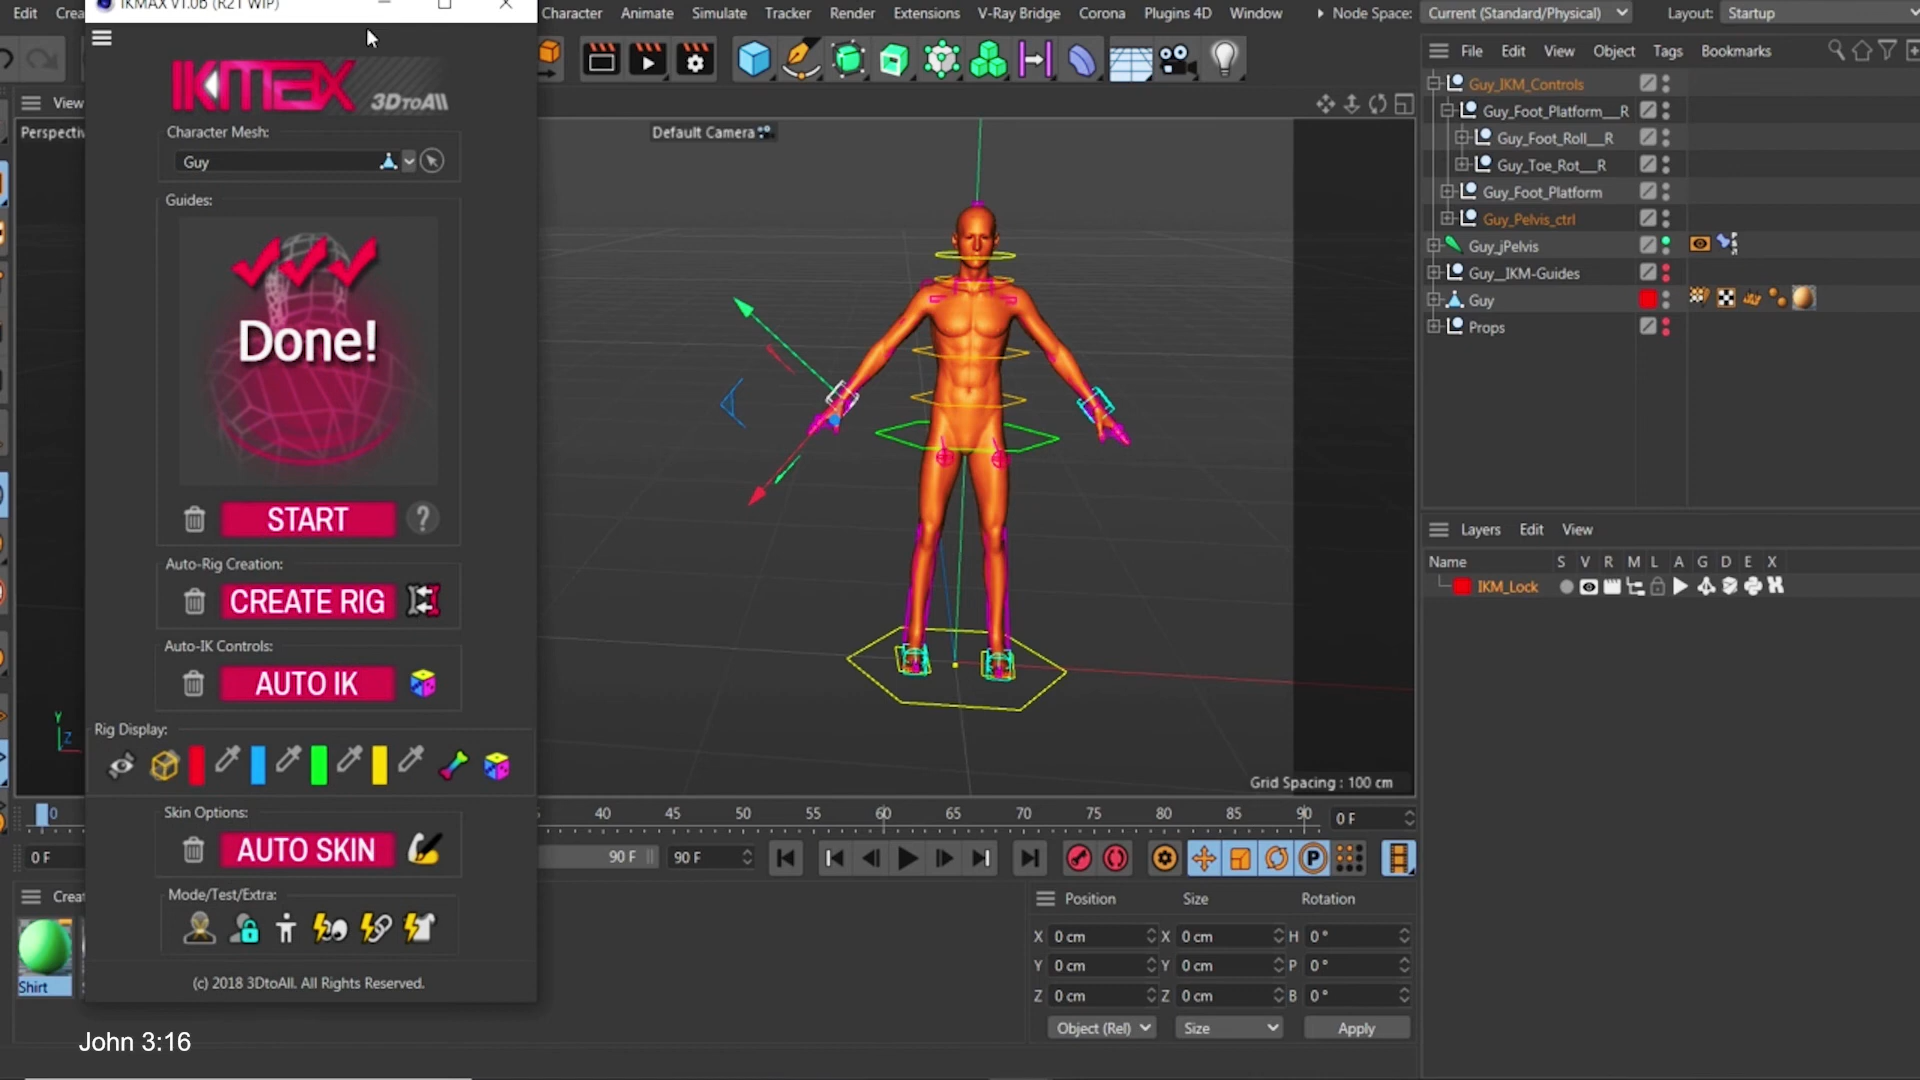 IKMAX V1.0b (R21 WIP)
Edit
Character Animate Simulate Tracker Render Extensions V-Ray Bridge Corona Plugins 4D Window
Node Space: Current (Standard/Physical)
Layout: Startup
IKMAX 3DTOALL
Character Mesh:
Guy
Guides:
Done!
START
?
Auto-Rig Creation:
CREATE RIG
Auto-IK Controls:
AUTO IK
Rig Display:
Skin Options:
AUTO SKIN
Mode/Test/Extra:
(c) 2018 3DtoAll. All Rights Reserved.
View
Default Camera
Y
Z
Grid Spacing : 100 cm
0 40 45 50 55 60 65 70 75 80 85 90 0 F
0 F 90 F 90 F
P
Shirt
Position Size Rotation
X 0 cm X 0 cm H 0 °
Y 0 cm Y 0 cm P 0 °
Z 0 cm Z 0 cm B 0 °
Object (Rel) Size Apply
File Edit View Object Tags Bookmarks
Guy_IKM_Controls
Guy_Foot_Platform___R
Guy_Foot_Roll___R
Guy_Toe_Rot___R
Guy_Foot_Platform
Guy_Pelvis_ctrl
Guy_jPelvis
Guy__IKM-Guides
Guy
Props
Layers Edit View
Name S V R M L A G D E X
IKM_Lock
John 3:16